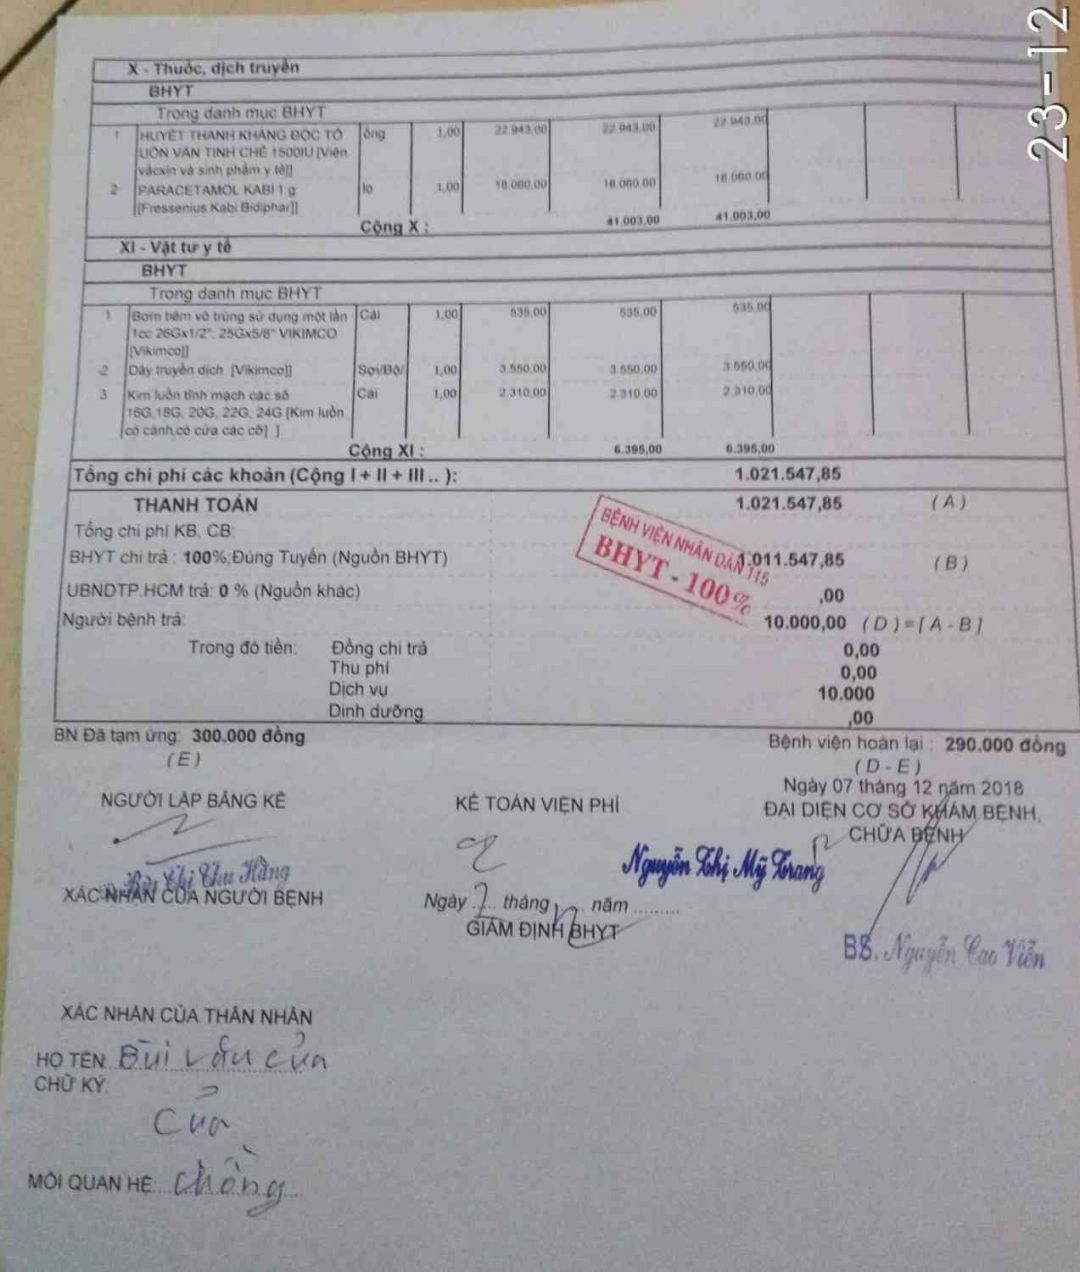 23-12
X - Thuốc, dịch truyền
BHYT
Trong danh mục BHYT
1 HUYẾT THANH KHÁNG ĐỘC TỐ ống 1,00 22.943,00 22.943,00 22.943,00
UỐN VÁN TINH CHẾ 1500IU [Viện
vắcxin và sinh phẩm y tế]]
2 PARACETAMOL KABI 1 g lọ 1,00 18.060,00 18.060,00 18.060,00
[[Fressenius Kabi Bidiphar]]
Cộng X : 41.003,00 41.003,00
XI - Vật tư y tế
BHYT
Trong danh mục BHYT
1 Bơm tiêm vô trùng sử dụng một lần Cái 1,00 535,00 535,00 535,00
1cc 26Gx1/2", 25Gx5/8" VIKIMCO
[Vikimco]]
2 Dây truyền dịch [Vikimco]] Sợi/Bộ/ 1,00 3.550,00 3.550,00 3.550,00
3 Kim luồn tĩnh mạch các số Cái 1,00 2.310,00 2.310,00 2.310,00
16G,18G, 20G, 22G, 24G [Kim luồn
có cánh,có cửa các cỡ] ]
Cộng XI : 6.395,00 6.395,00
Tổng chi phí các khoản (Cộng I + II + III .. ): 1.021.547,85
THANH TOÁN 1.021.547,85 ( A )
Tổng chi phí KB, CB:
BHYT chi trả : 100%;Đúng Tuyến (Nguồn BHYT) 1.011.547,85 ( B )
BỆNH VIỆN NHÂN DÂN 115
BHYT - 100%
UBNDTP.HCM trả: 0 % (Nguồn khác) ,00
Người bệnh trả: 10.000,00 ( D ) = [ A - B ]
Trong đó tiền: Đồng chi trả 0,00
Thu phí 0,00
Dịch vụ 10.000
Dinh dưỡng ,00
BN Đã tạm ứng: 300.000 đồng Bệnh viện hoàn lại : 290.000 đồng
( E ) ( D - E )
Ngày 07 tháng 12 năm 2018
NGƯỜI LẬP BẢNG KÊ KẾ TOÁN VIỆN PHÍ ĐẠI DIỆN CƠ SỞ KHÁM BỆNH,
CHỮA BỆNH
Bùi Thị Thu Hằng Nguyễn Thị Mỹ Trang
XÁC NHẬN CỦA NGƯỜI BỆNH Ngày 7 tháng 12 năm .........
GIÁM ĐỊNH BHYT
BS. Nguyễn Cao Viễn
XÁC NHẬN CỦA THÂN NHÂN
HỌ TÊN: Bùi Văn Của
CHỮ KÝ:
Của
MỐI QUAN HỆ: chồng